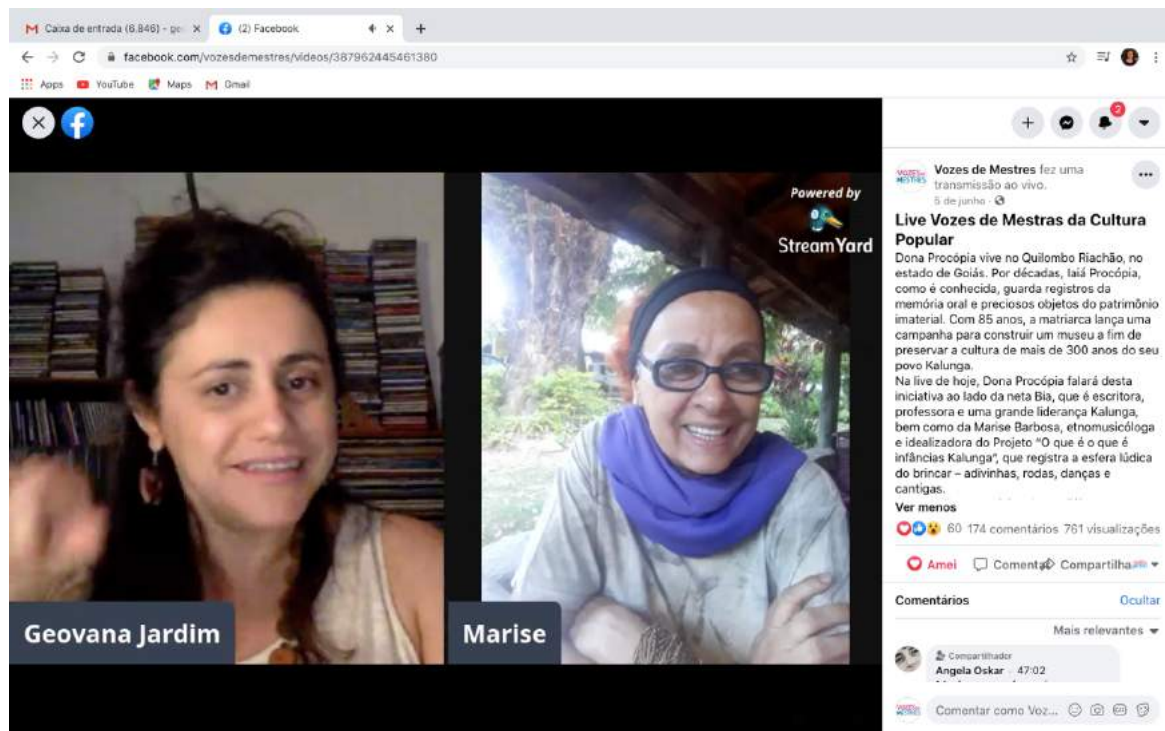 Caixa de entrada (6.846) - ge
(2) Facebook
facebook.com/vozesdemestres/videos/387962445461380
Apps
YouTube
Maps
Gmail
Powered by
StreamYard
Geovana Jardim
Marise
2
VOZES DE MESTRES
Vozes de Mestres fez uma
transmissão ao vivo.
5 de junho
Live Vozes de Mestras da Cultura
Popular
Dona Procópia vive no Quilombo Riachão, no
estado de Goiás. Por décadas, Iaiá Procópia,
como é conhecida, guarda registros da
memória oral e preciosos objetos do patrimônio
imaterial. Com 85 anos, a matriarca lança uma
campanha para construir um museu a fim de
preservar a cultura de mais de 300 anos do seu
povo Kalunga.
Na live de hoje, Dona Procópia falará desta
iniciativa ao lado da neta Bia, que é escritora,
professora e uma grande liderança Kalunga,
bem como da Marise Barbosa, etnomusicóloga
e idealizadora do Projeto "O que é o que é
infâncias Kalunga", que registra a esfera lúdica
do brincar – adivinhas, rodas, danças e
cantigas.
Ver menos
60 174 comentários 761 visualizações
Amei Comentar Compartilha
Comentários Ocultar
Mais relevantes
Compartilhador
Angela Oskar · 47:02
Comentar como Voz...